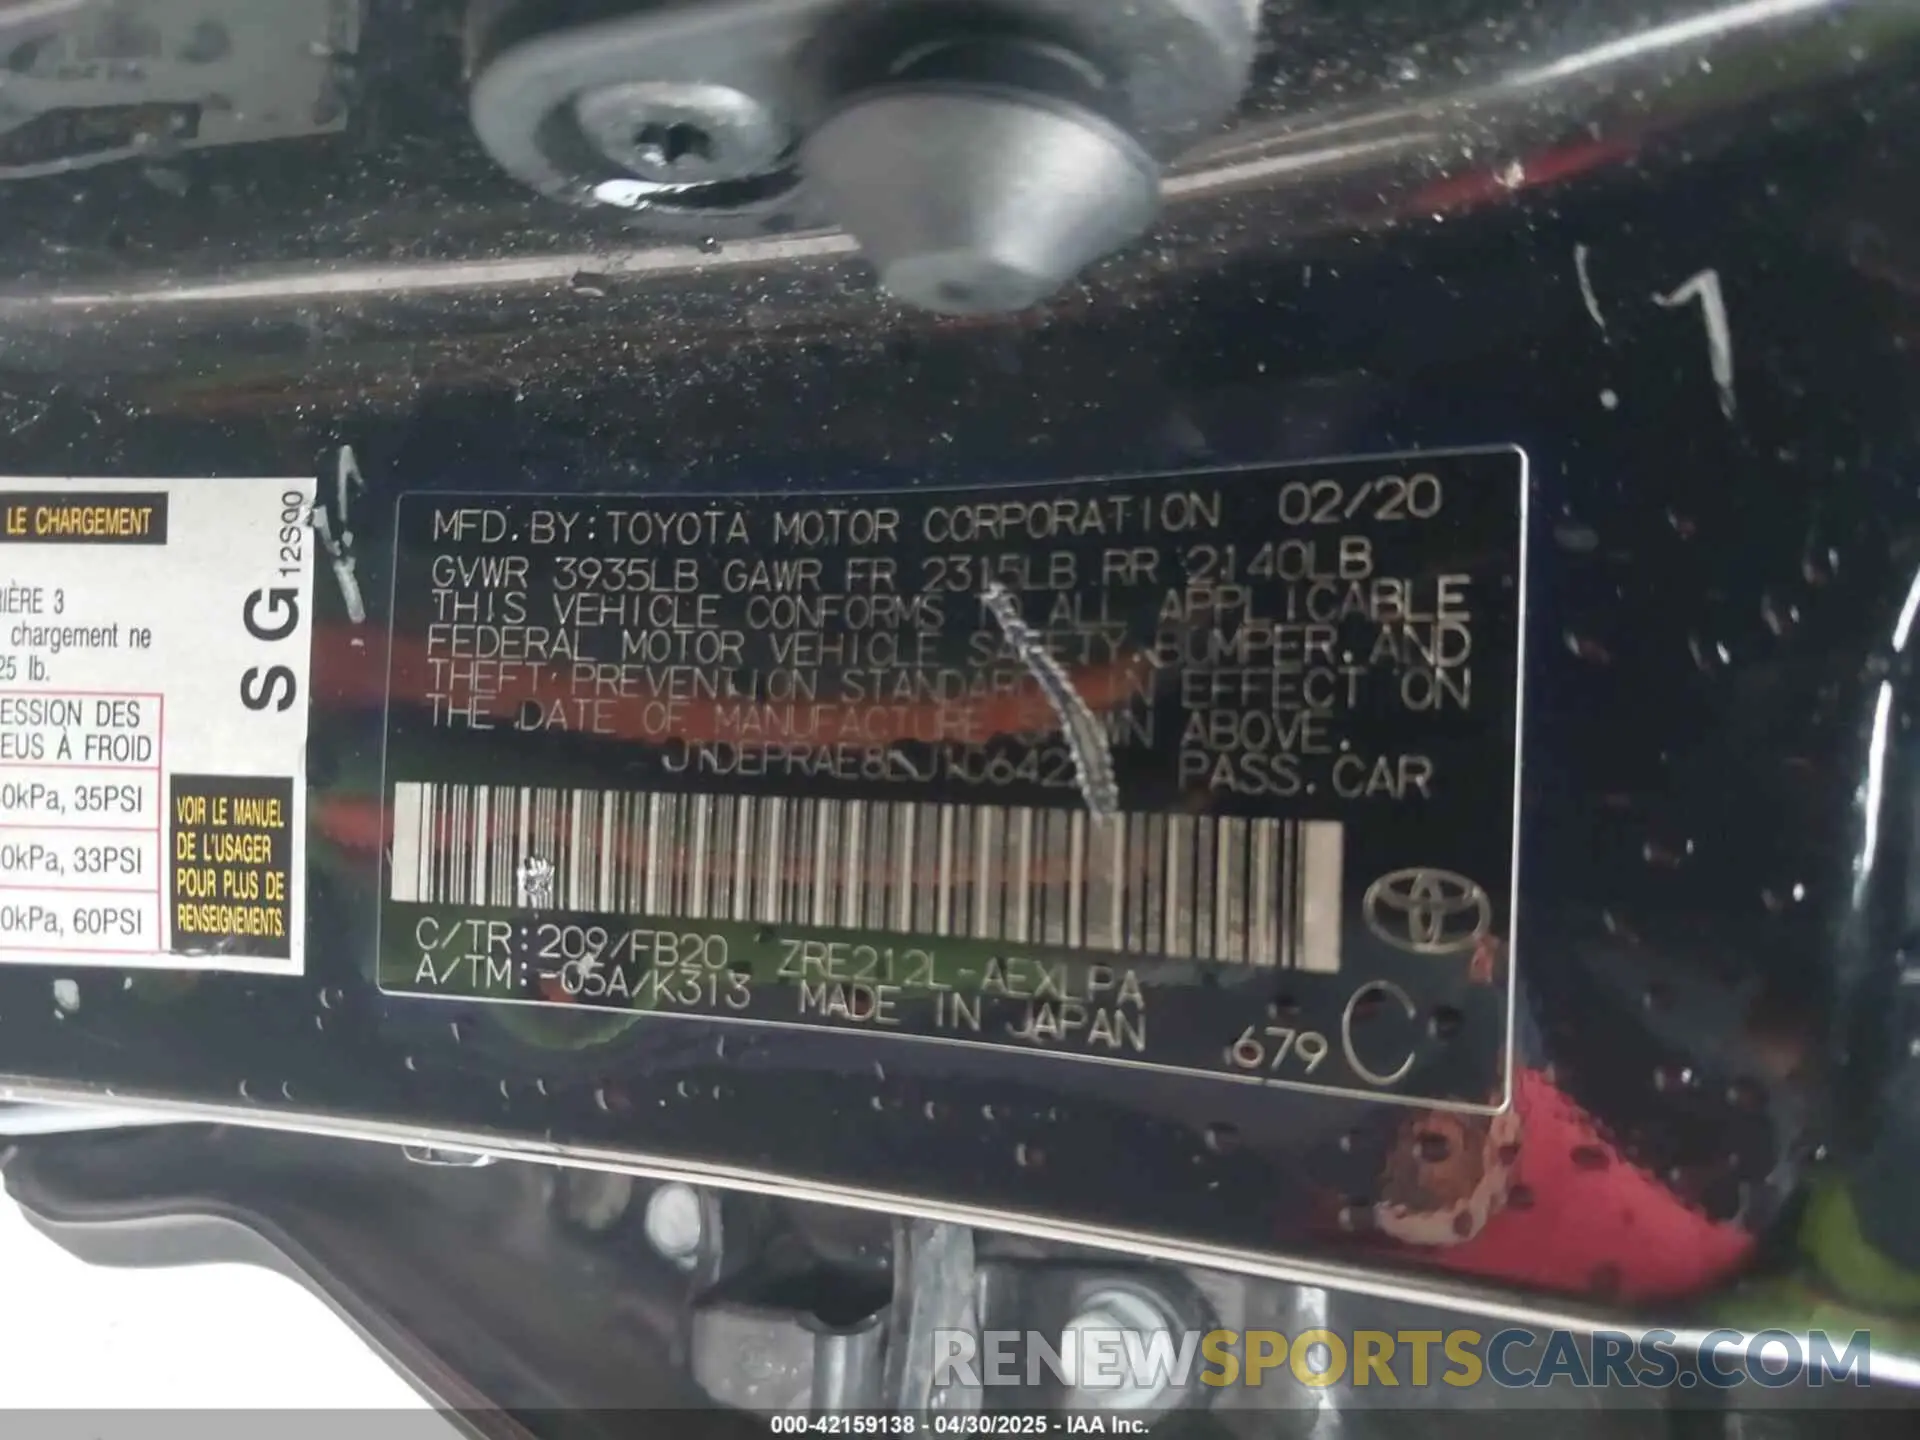 LE CHARGEMENT
IÈRE 3
chargement ne
25 lb.
ESSION DES
EUS À FROID
0kPa, 35PSI
0kPa, 33PSI
0kPa, 60PSI
SG 12S00
VOIR LE MANUEL
DE L'USAGER
POUR PLUS DE
RENSEIGNEMENTS.
MFD. BY: TOYOTA MOTOR CORPORATION 02/20
GVWR 3935LB GAWR FR 2315LB RR 2140LB
THIS VEHICLE CONFORMS TO ALL APPLICABLE
FEDERAL MOTOR VEHICLE SAFETY, BUMPER, AND
THEFT PREVENTION STANDARDS IN EFFECT ON
THE DATE OF MANUFACTURE SHOWN ABOVE.
PASS. CAR
C/TR: 209/FB20 ZRE212L-AEXLPA
A/TM: -05A/K313 MADE IN JAPAN
679 C
RENEWSPORTSCARS.COM
000-42159138 - 04/30/2025 - IAA Inc.